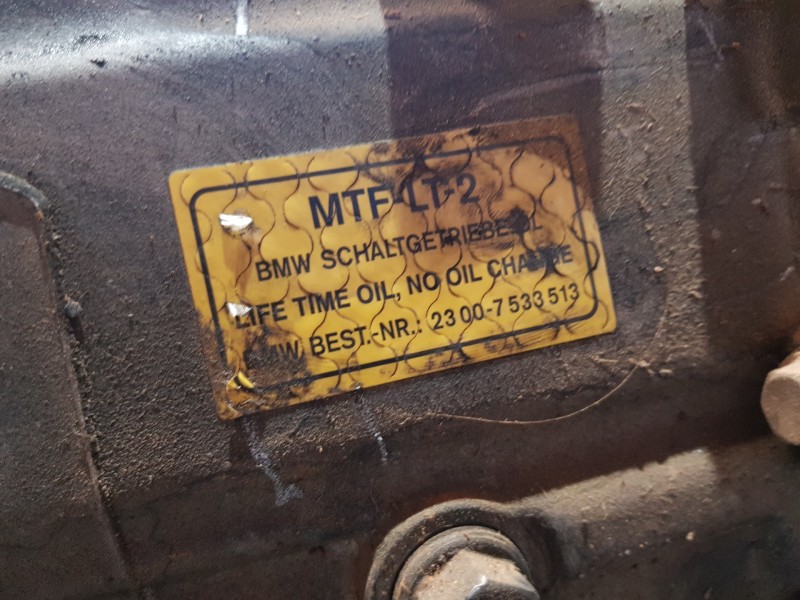 MTF-LT-2
BMW SCHALTGETRIEBEÖL
LIFE TIME OIL, NO OIL CHANGE
BMW BEST.-NR.: 23 00-7 533 513